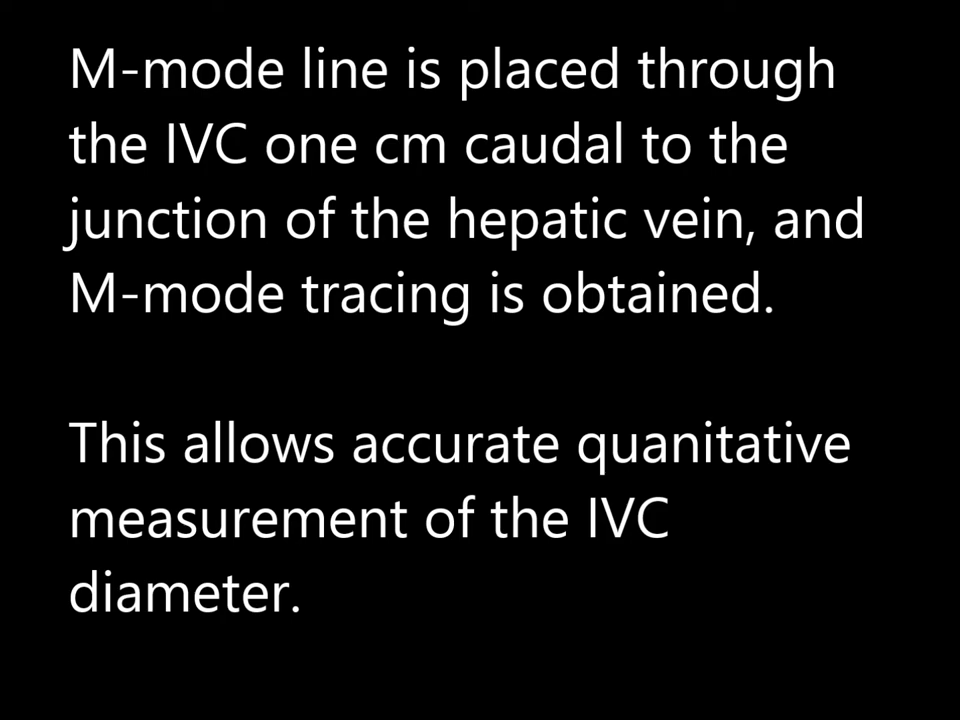 M-mode line is placed through
the IVC one cm caudal to the
junction of the hepatic vein, and
M-mode tracing is obtained.
This allows accurate quanitative
measurement of the IVC
diameter.